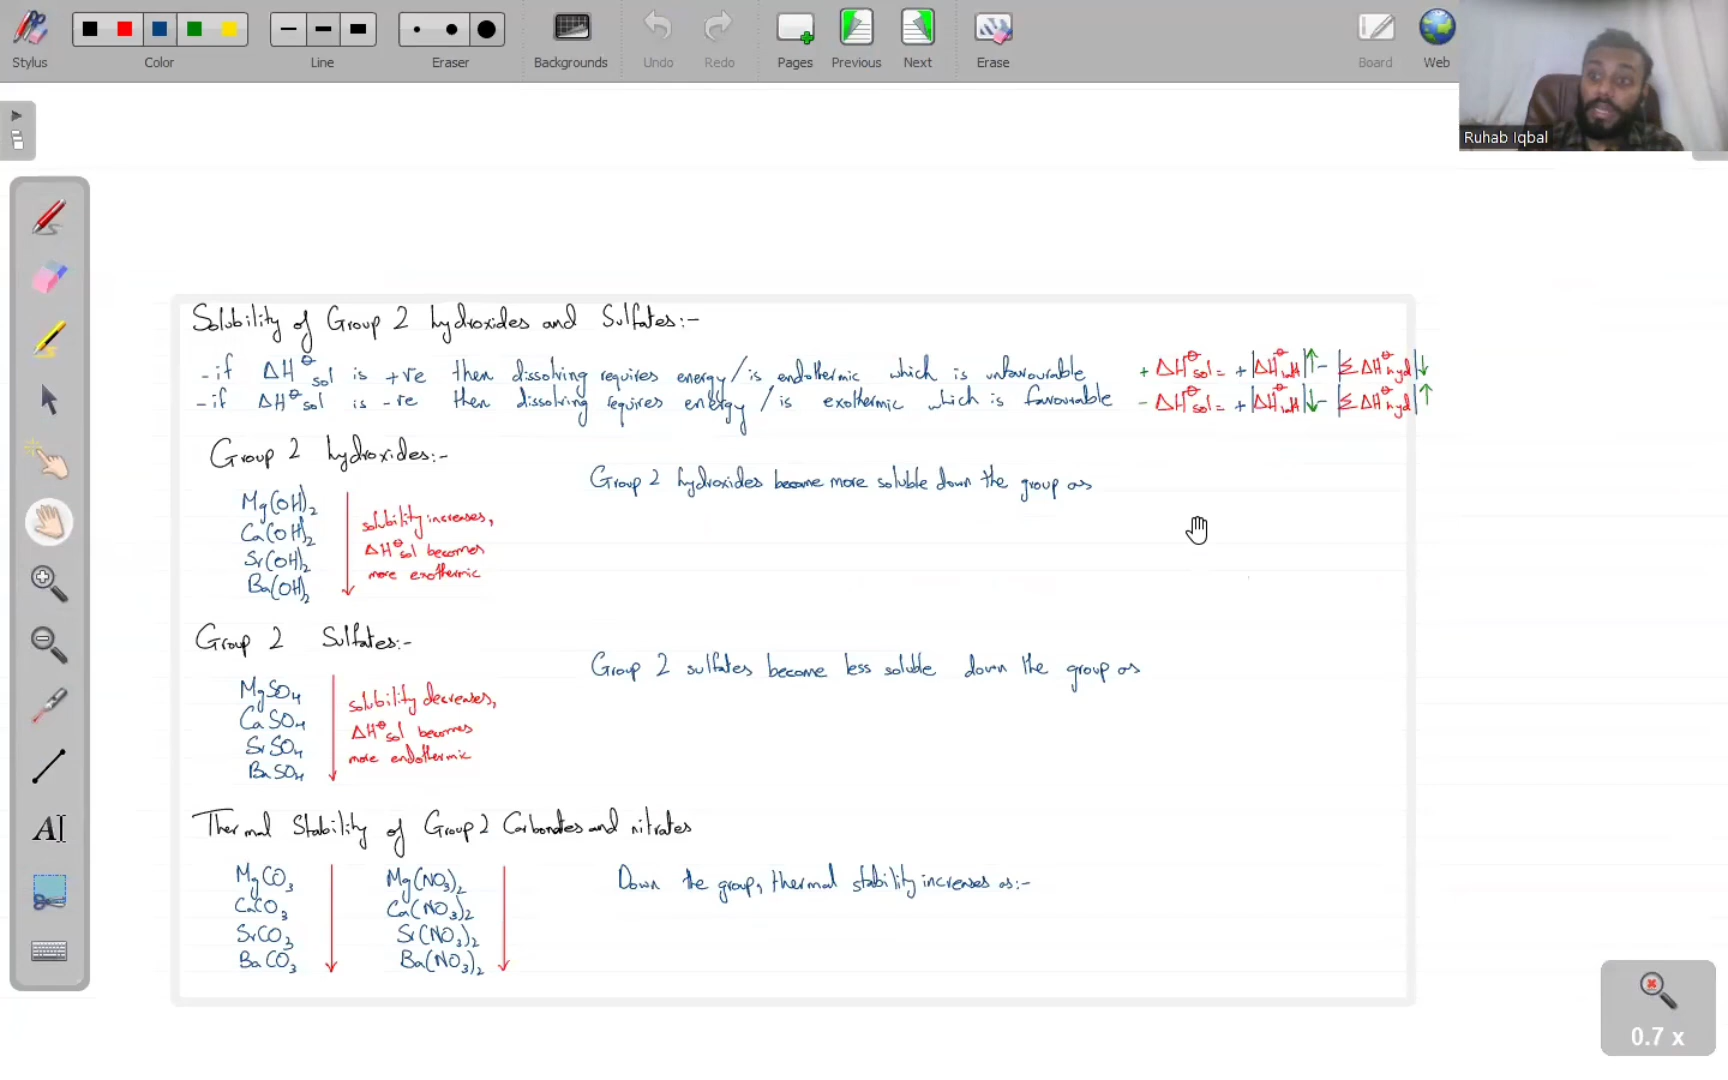 Stylus
Color
Line
Eraser
Backgrounds
Undo
Redo
Pages
Previous
Next
Erase
Board
Web
Ruhab Iqbal
Solubility of Group 2 hydroxides and Sulfates:-
-if ΔH⦵sol is +ve then dissolving requires energy/is endothermic which is unfavourable + ΔH⦵sol = + |ΔH⦵latt|↑ - |ΣΔH⦵hyd|↓
-if ΔH⦵sol is -ve then dissolving requires energy/is exothermic which is favourable - ΔH⦵sol = + |ΔH⦵latt|↓ - |ΣΔH⦵hyd|↑
Group 2 hydroxides:-
Group 2 hydroxides become more soluble down the group as
Mg(OH)₂
Ca(OH)₂
Sr(OH)₂
Ba(OH)₂
solubility increases,
ΔH⦵sol becomes
more exothermic
Group 2 Sulfates:-
Group 2 sulfates become less soluble down the group as
MgSO₄
CaSO₄
SrSO₄
BaSO₄
solubility decreases,
ΔH⦵sol becomes
more endothermic
Thermal Stability of Group 2 Carbonates and nitrates
MgCO₃
CaCO₃
SrCO₃
BaCO₃
Mg(NO₃)₂
Ca(NO₃)₂
Sr(NO₃)₂
Ba(NO₃)₂
Down the group, thermal stability increases as:-
AI
0.7 x